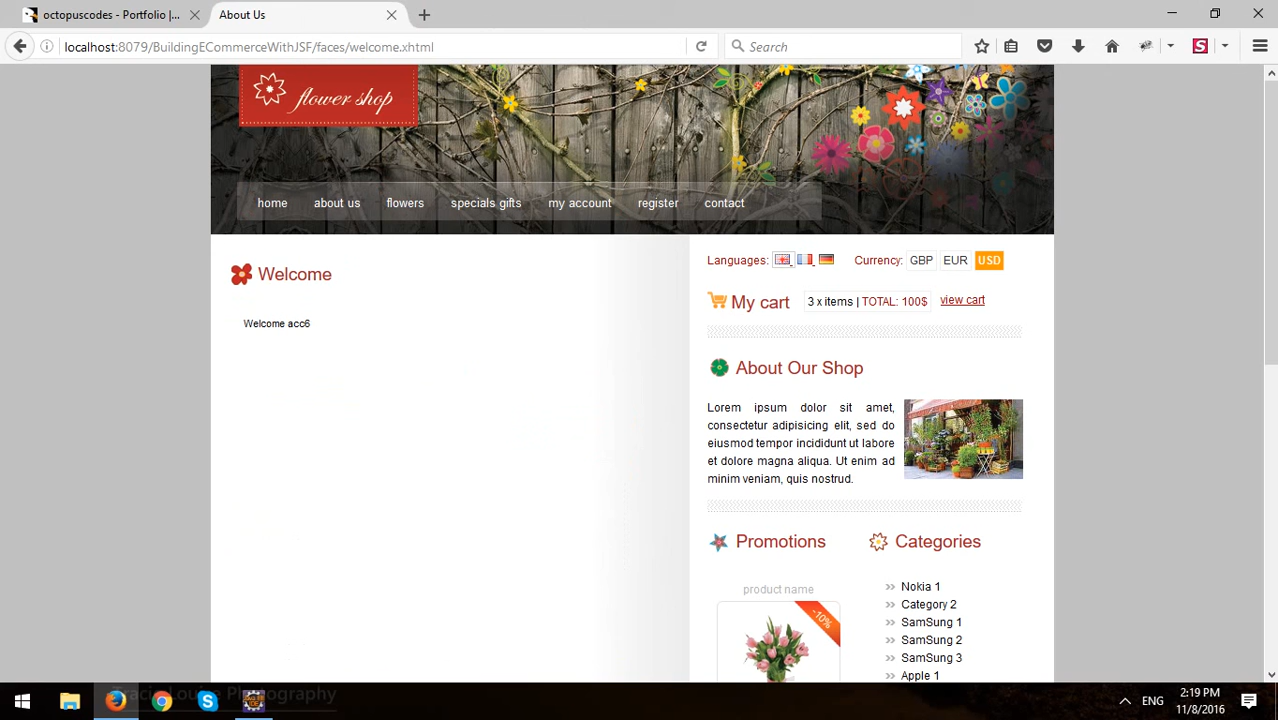 octopuscodes - Portfolio |...
About Us
localhost:8079/BuildingECommerceWithJSF/faces/welcome.xhtml
Search
flower shop
home about us flowers specials gifts my account register contact
Welcome
Welcome acc6
Languages: Currency: GBP EUR USD
My cart 3 x items | TOTAL: 100$ view cart
About Our Shop
Lorem ipsum dolor sit amet,
consectetur adipisicing elit, sed do
eiusmod tempor incididunt ut labore
et dolore magna aliqua. Ut enim ad
minim veniam, quis nostrud.
Promotions
product name
-10%
Categories
Nokia 1
Category 2
SamSung 1
SamSung 2
SamSung 3
Apple 1
Photography
ENG
2:19 PM
11/8/2016